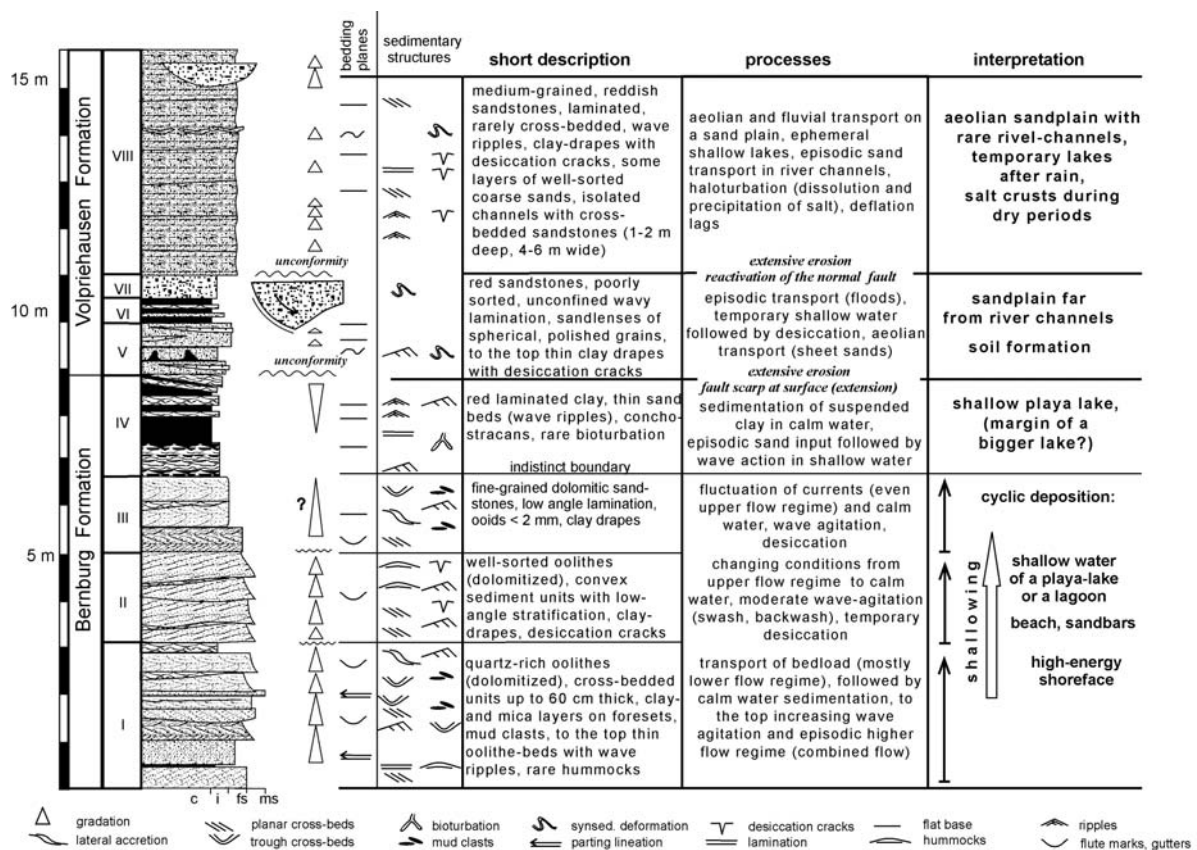 bedding planes
sedimentary structures
short description
processes
interpretation
15 m
10 m
5 m
Volpriehausen Formation
Bernburg Formation
VIII
VII
VI
V
IV
III
II
I
c i fs ms
unconformity
unconformity
?
medium-grained, reddish
sandstones, laminated,
rarely cross-bedded, wave
ripples, clay-drapes with
desiccation cracks, some
layers of well-sorted
coarse sands, isolated
channels with cross-
bedded sandstones (1-2 m
deep, 4-6 m wide)
aeolian and fluvial transport on
a sand plain, ephemeral
shallow lakes, episodic sand
transport in river channels,
haloturbation (dissolution and
precipitation of salt), deflation
lags
aeolian sandplain with
rare rivel-channels,
temporary lakes
after rain,
salt crusts during
dry periods
extensive erosion
reactivation of the normal fault
red sandstones, poorly
sorted, unconfined wavy
lamination, sandlenses of
spherical, polished grains,
to the top thin clay drapes
with desiccation cracks
episodic transport (floods),
temporary shallow water
followed by desiccation, aeolian
transport (sheet sands)
sandplain far
from river channels
soil formation
extensive erosion
fault scarp at surface (extension)
red laminated clay, thin sand
beds (wave ripples), concho-
stracans, rare bioturbation
indistinct boundary
sedimentation of suspended
clay in calm water,
episodic sand input followed by
wave action in shallow water
shallow playa lake,
(margin of a
bigger lake?)
fine-grained dolomitic sand-
stones, low angle lamination,
ooids < 2 mm, clay drapes
fluctuation of currents (even
upper flow regime) and calm
water, wave agitation,
desiccation
cyclic deposition:
well-sorted oolithes
(dolomitized), convex
sediment units with low-
angle stratification, clay-
drapes, desiccation cracks
changing conditions from
upper flow regime to calm
water, moderate wave-agitation
(swash, backwash), temporary
desiccation
shallowing
shallow water
of a playa-lake
or a lagoon
beach, sandbars
high-energy
shoreface
quartz-rich oolithes
(dolomitized), cross-bedded
units up to 60 cm thick, clay-
and mica layers on foresets,
mud clasts, to the top thin
oolithe-beds with wave
ripples, rare hummocks
transport of bedload (mostly
lower flow regime), followed by
calm water sedimentation, to
the top increasing wave
agitation and episodic higher
flow regime (combined flow)
gradation
planar cross-beds
bioturbation
synsed. deformation
desiccation cracks
flat base
ripples
lateral accretion
trough cross-beds
mud clasts
parting lineation
lamination
hummocks
flute marks, gutters